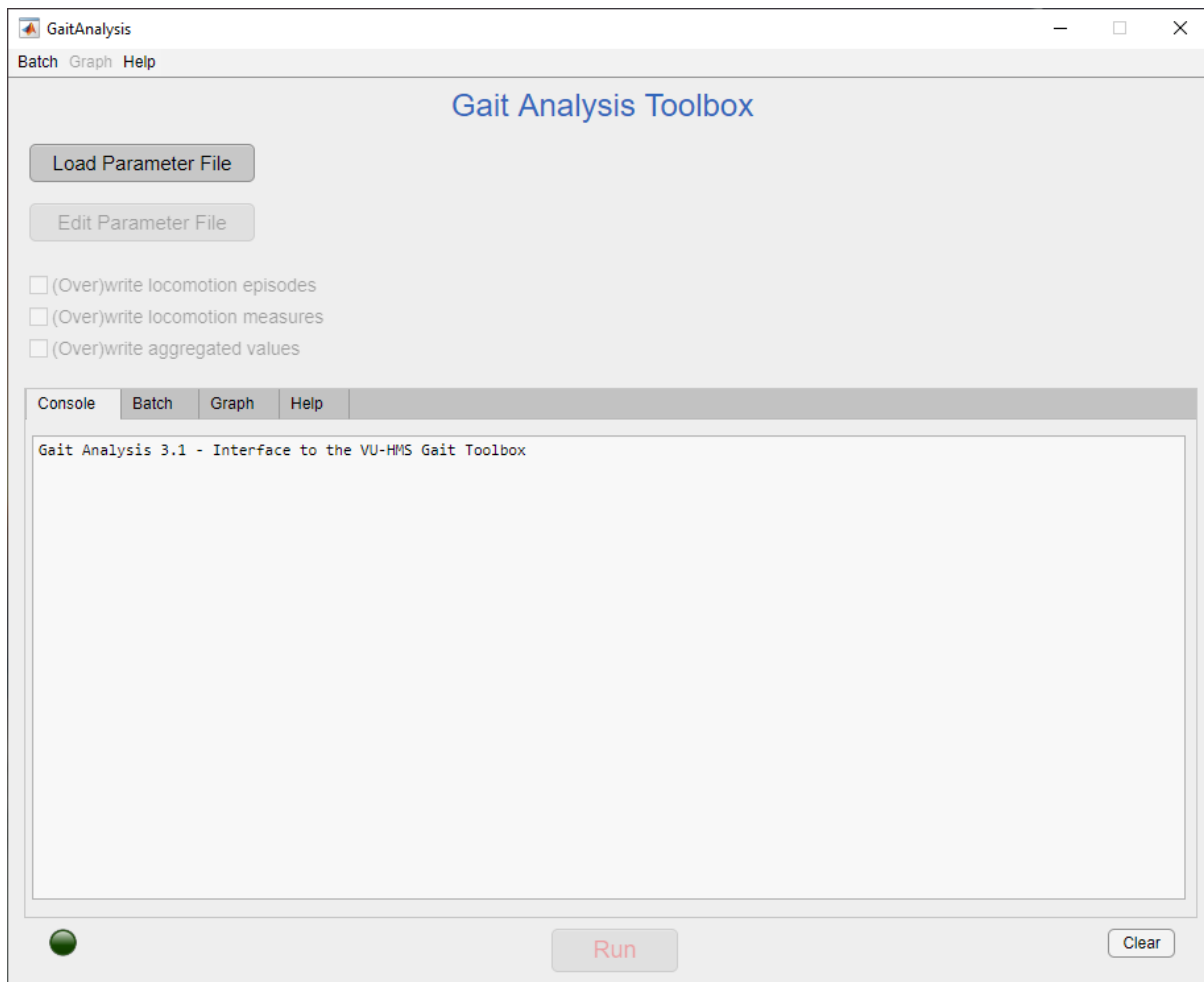 GaitAnalysis
Batch Graph Help
Gait Analysis Toolbox
Load Parameter File
Edit Parameter File
(Over)write locomotion episodes
(Over)write locomotion measures
(Over)write aggregated values
Console Batch Graph Help
Gait Analysis 3.1 - Interface to the VU-HMS Gait Toolbox
Run Clear